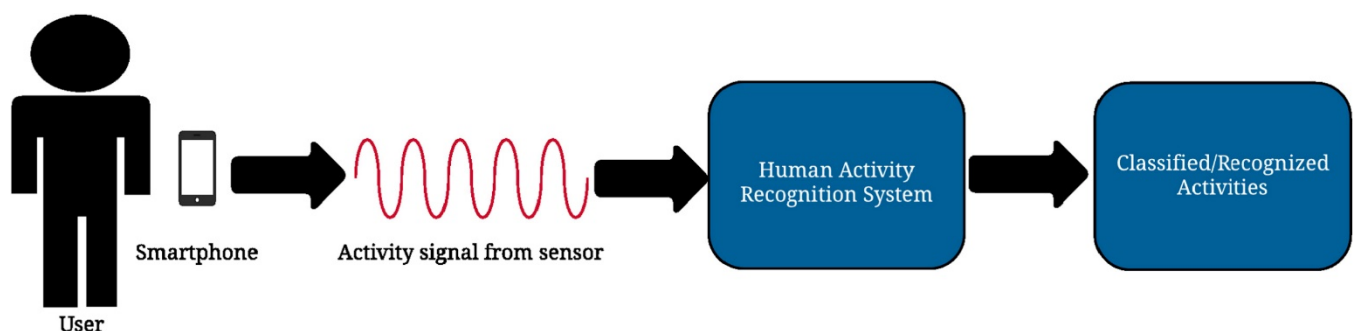 Smartphone
User
Activity signal from sensor
Human Activity
Recognition System
Classified/Recognized
Activities